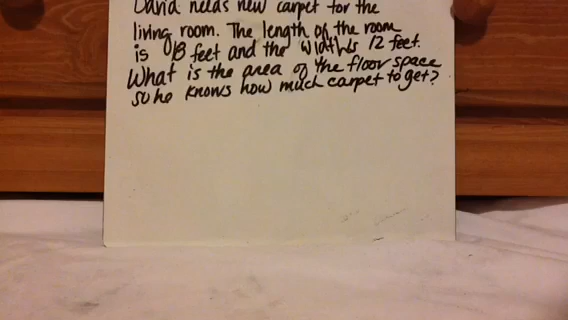 David needs new carpet for the
living room. The length of the room
is 18 feet and the width is 12 feet.
What is the area of the floor space
so he knows how much carpet to get?